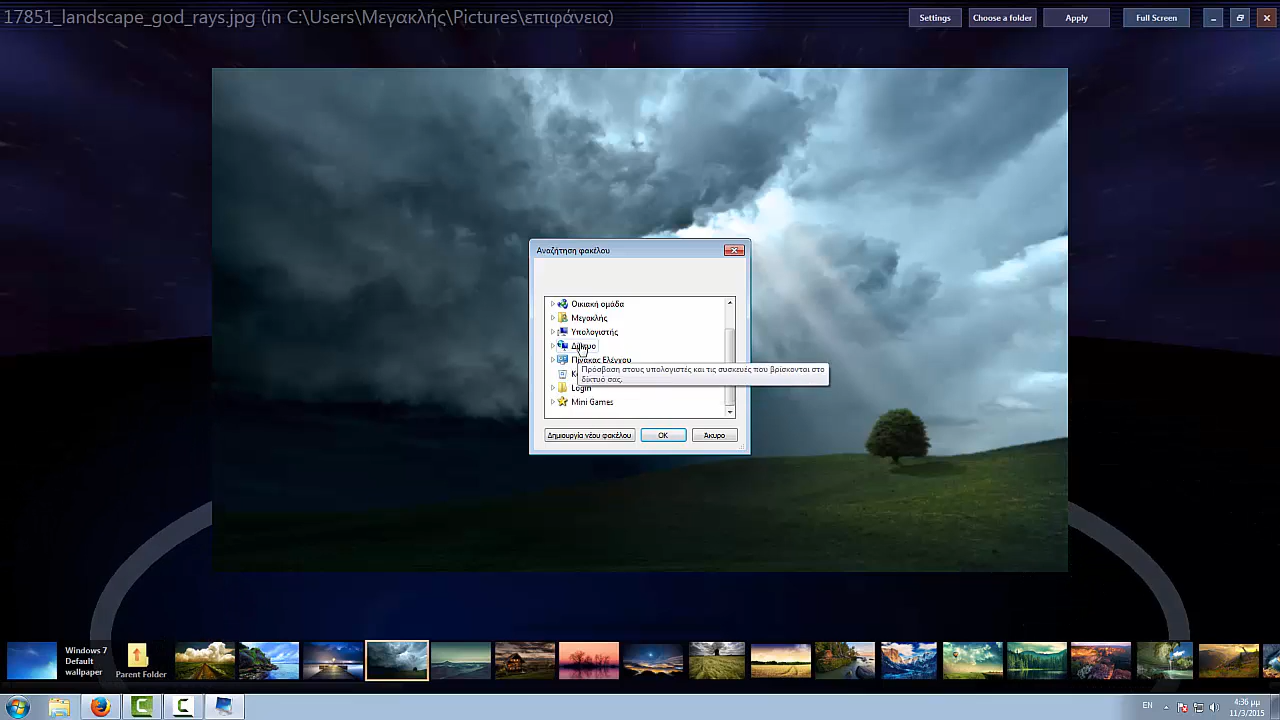 17851_landscape_god_rays.jpg (in C:\Users\Μεγακλής\Pictures\επιφάνεια)
Settings
Choose a folder
Apply
Full Screen
Αναζήτηση φακέλου
Οικιακή ομάδα
Μεγακλής
Υπολογιστής
Δίκτυο
Πίνακας Ελέγχου
Πρόσβαση στους υπολογιστές και τις συσκευές που βρίσκονται στο
δίκτυό σας.
Login
Mini Games
Δημιουργία νέου φακέλου
OK
Άκυρο
Windows 7
Default
wallpaper
Parent Folder
EN
4:36 μμ
11/3/2015